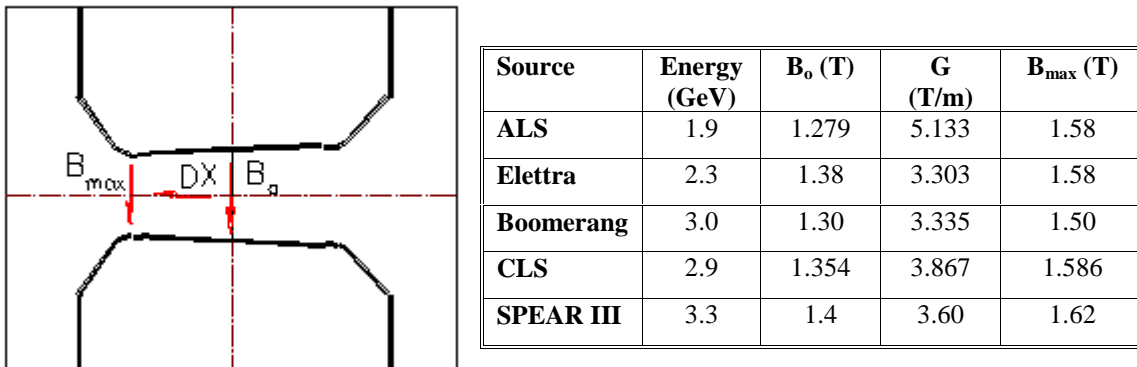 B_max DX B_o
Source Energy (GeV) B_o (T) G (T/m) B_max (T)
ALS 1.9 1.279 5.133 1.58
Elettra 2.3 1.38 3.303 1.58
Boomerang 3.0 1.30 3.335 1.50
CLS 2.9 1.354 3.867 1.586
SPEAR III 3.3 1.4 3.60 1.62